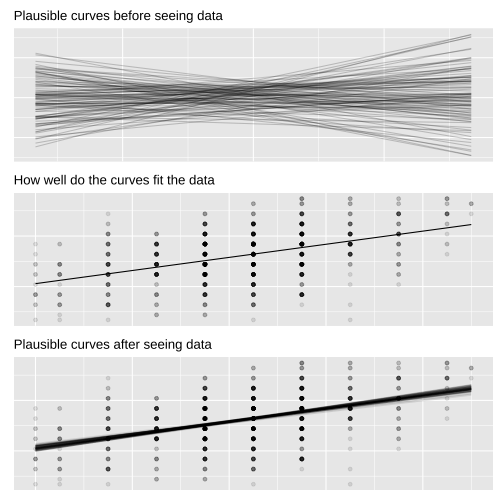 Plausible curves before seeing data
How well do the curves fit the data
Plausible curves after seeing data